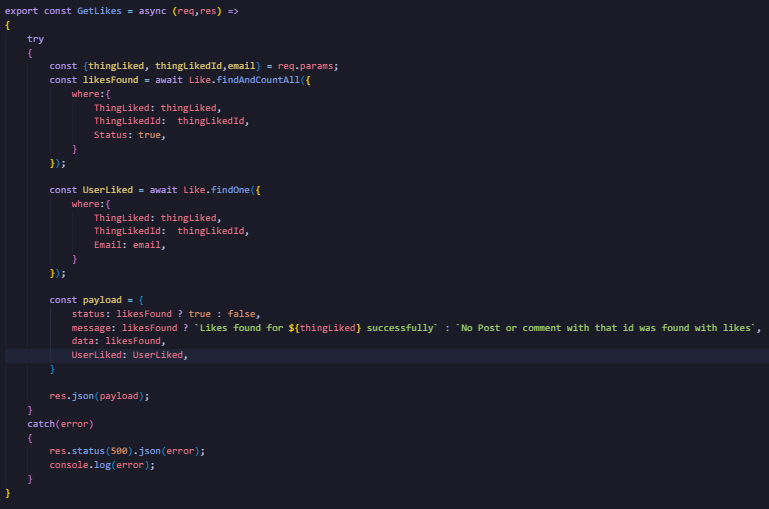 export const GetLikes = async (req,res) =>
{
    try
    {
        const {thingLiked, thingLikedId,email} = req.params;
        const likesFound = await Like.findAndCountAll({
            where:{
                ThingLiked: thingLiked,
                ThingLikedId:  thingLikedId,
                Status: true,
            }
        });

        const UserLiked = await Like.findOne({
            where:{
                ThingLiked: thingLiked,
                ThingLikedId:  thingLikedId,
                Email: email,
            }
        });

        const payload = {
            status: likesFound ? true : false,
            message: likesFound ? `Likes found for ${thingLiked} successfully` : `No Post or comment with that id was found with likes`,
            data: likesFound,
            UserLiked: UserLiked,
        }

        res.json(payload);
    }
    catch(error)
    {
        res.status(500).json(error);
        console.log(error);
    }
}